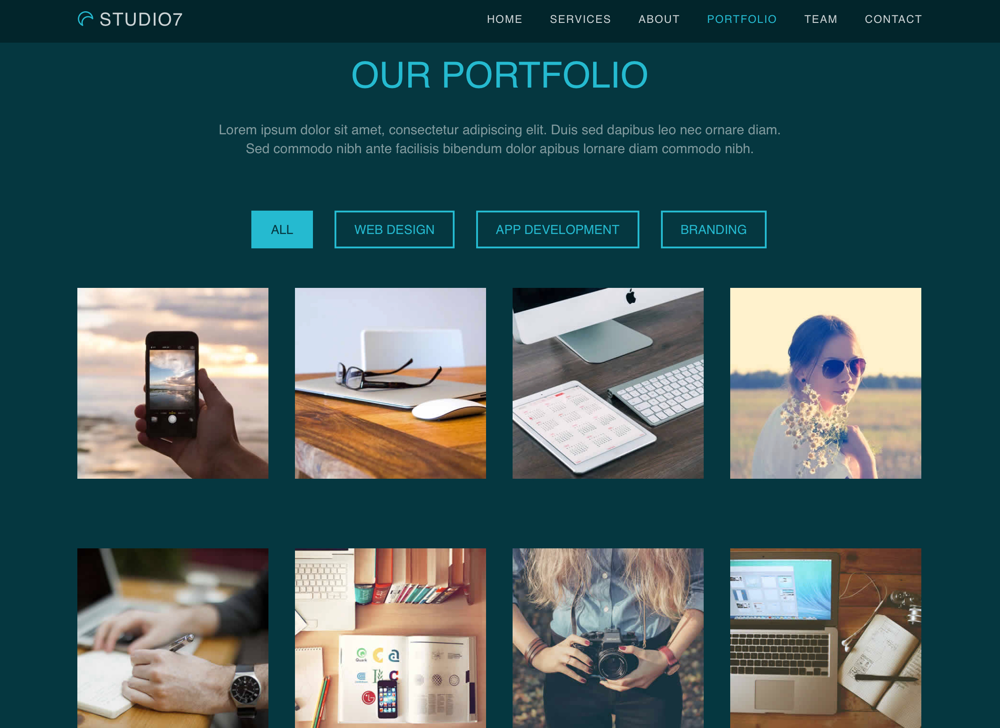 STUDIO7
HOME SERVICES ABOUT PORTFOLIO TEAM CONTACT
OUR PORTFOLIO
Lorem ipsum dolor sit amet, consectetur adipiscing elit. Duis sed dapibus leo nec ornare diam.
Sed commodo nibh ante facilisis bibendum dolor apibus lornare diam commodo nibh.
ALL WEB DESIGN APP DEVELOPMENT BRANDING
Quark
LG